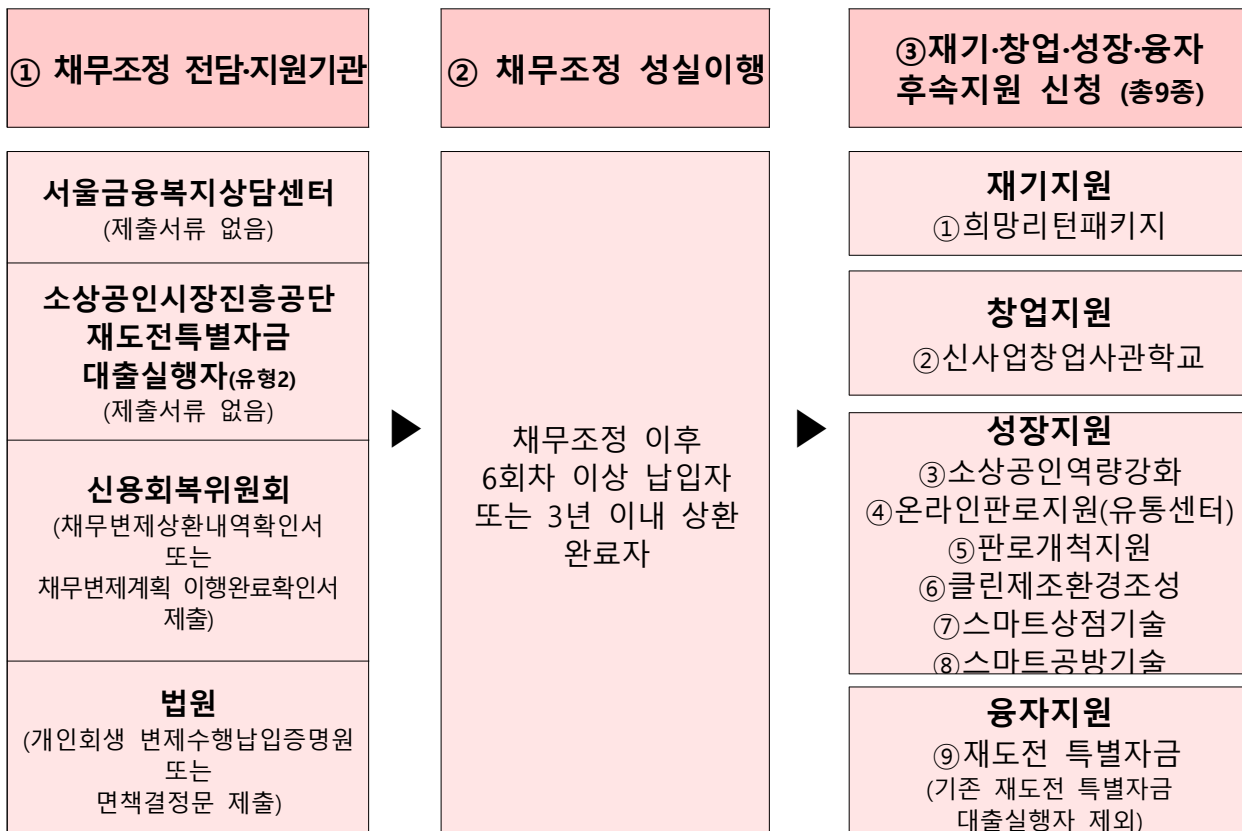 ① 채무조정 전담·지원기관
서울금융복지상담센터
(제출서류 없음)
소상공인시장진흥공단
재도전특별자금
대출실행자(유형2)
(제출서류 없음)
신용회복위원회
(채무변제상환내역확인서
또는
채무변제계획 이행완료확인서
제출)
법원
(개인회생 변제수행납입증명원
또는
면책결정문 제출)
▶
② 채무조정 성실이행
채무조정 이후
6회차 이상 납입자
또는 3년 이내 상환
완료자
▶
③재기·창업·성장·융자
후속지원 신청 (총9종)
재기지원
①희망리턴패키지
창업지원
②신사업창업사관학교
성장지원
③소상공인역량강화
④온라인판로지원(유통센터)
⑤판로개척지원
⑥클린제조환경조성
⑦스마트상점기술
⑧스마트공방기술
융자지원
⑨재도전 특별자금
(기존 재도전 특별자금
대출실행자 제외)